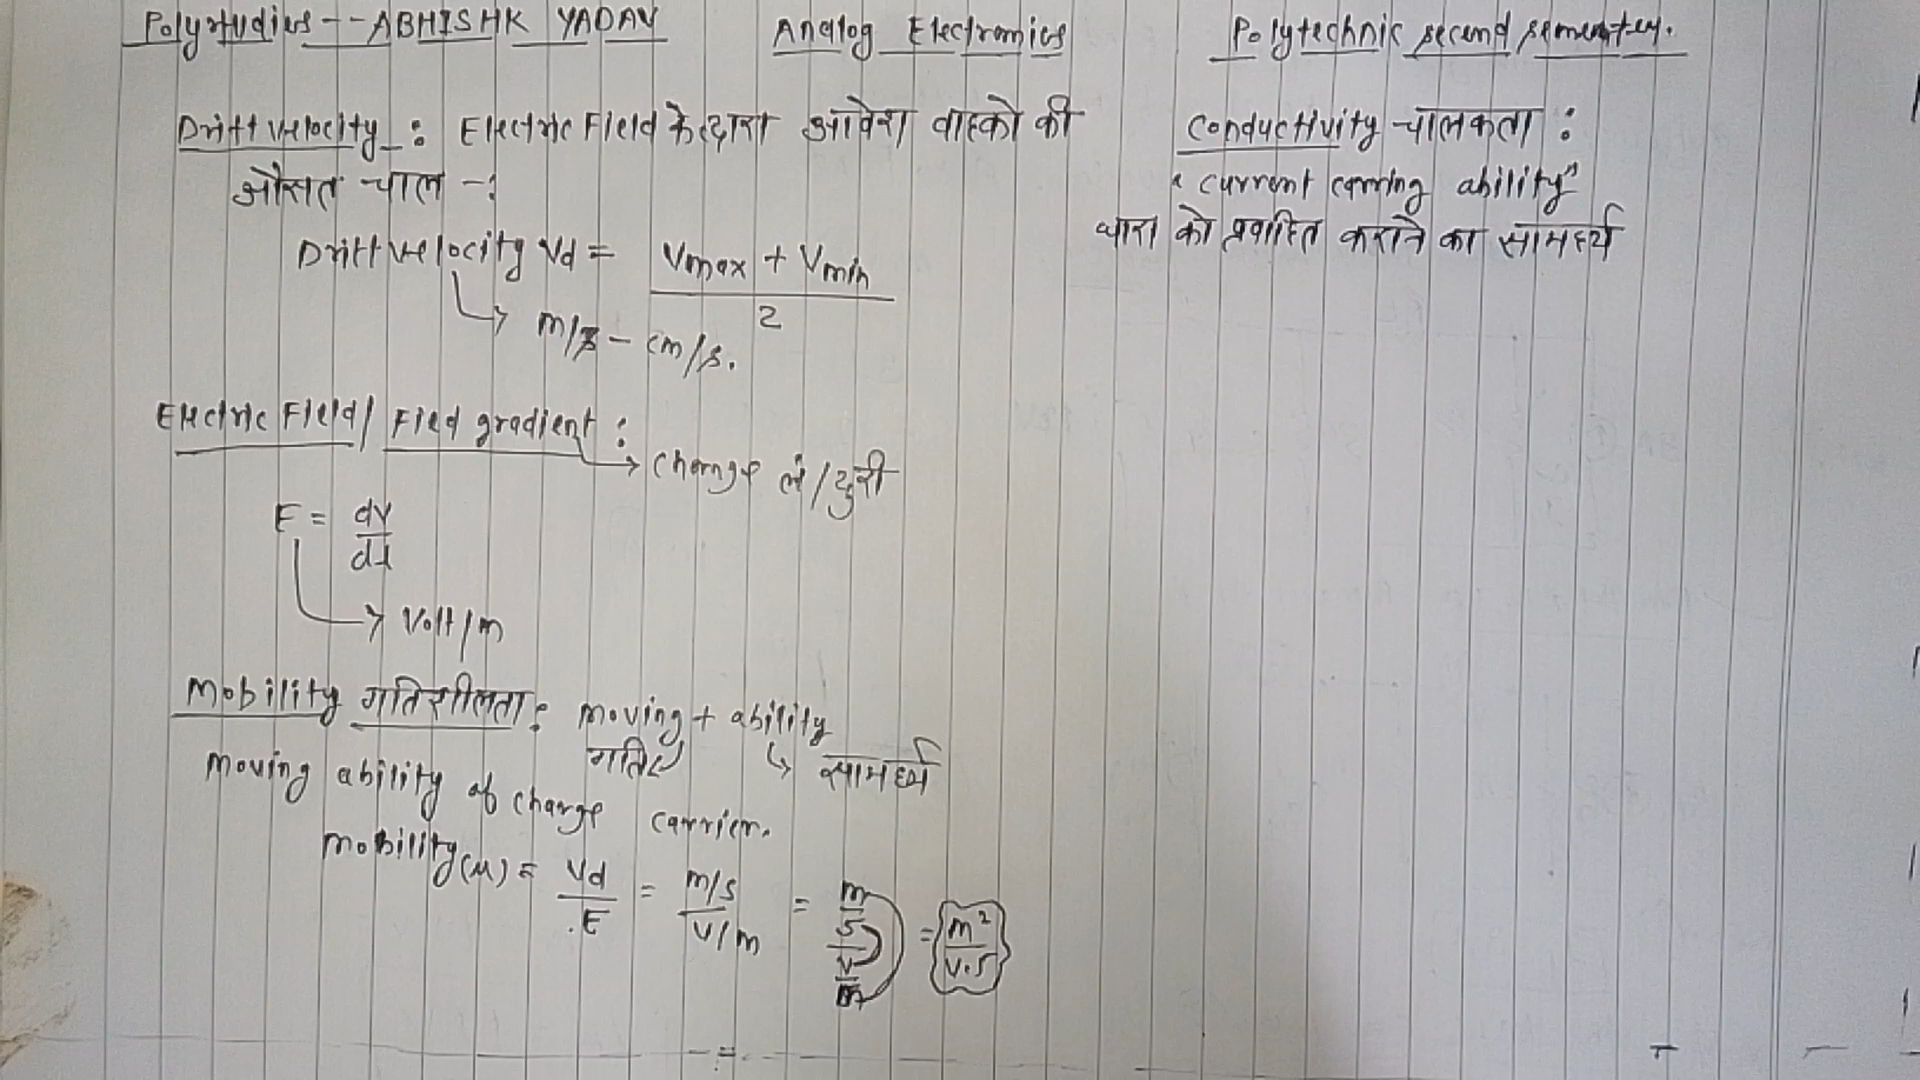 Polystudies -- ABHISHK YADAV
Analog Electronics
Polytechnic second semester.
Drift velocity : Electric Field के द्वारा आवेश वाहको की
औसत चाल -:
Drift velocity Vd = Vmax + Vmin
2
m/s - cm/s.
Electric Field / Fied gradient :
Change / दुरी
E = dv
dx
Volt/m
Mobility गतिशीलता : moving + ability
गति सामर्थ्य
moving ability of charge carrier.
mobility (μ) = Vd = m/s = m = m²
E V/m s V.s
V
m
Conductivity चालकता :
" current carring ability"
धारा को प्रवाहित कराने का सामर्थ्य